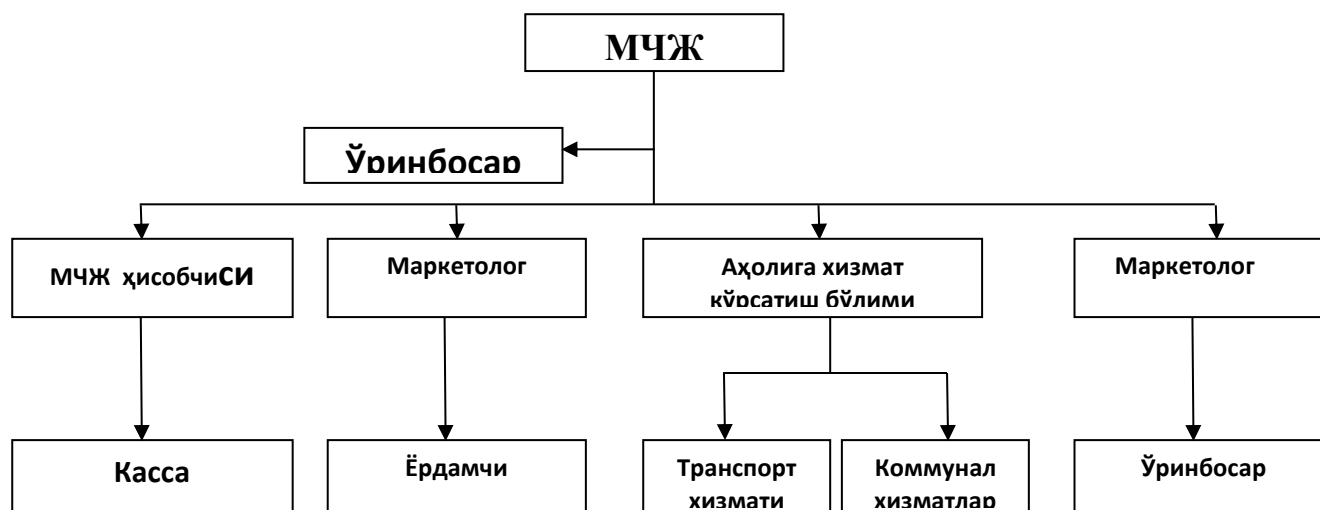 МЧЖ
Ўринбосар
МЧЖ ҳисобчиси
Маркетолог
Аҳолига хизмат
кўрсатиш бўлими
Маркетолог
Касса
Ёрдамчи
Транспорт
хизмати
Коммунал
хизматлар
Ўринбосар